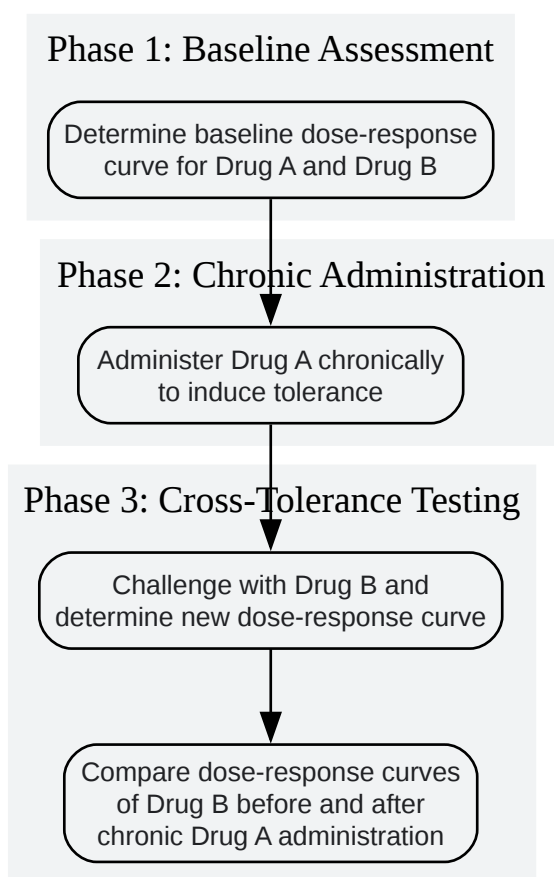 Phase 1: Baseline Assessment
Determine baseline dose-response
curve for Drug A and Drug B
Phase 2: Chronic Administration
Administer Drug A chronically
to induce tolerance
Phase 3: Cross-Tolerance Testing
Challenge with Drug B and
determine new dose-response curve
Compare dose-response curves
of Drug B before and after
chronic Drug A administration